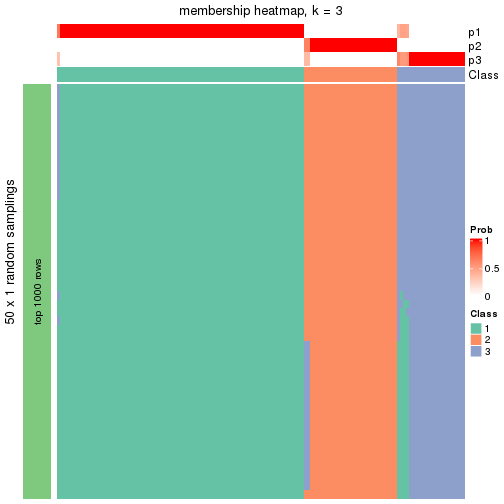 membership heatmap, k = 3
p1
p2
p3
Class
50 x 1 random samplings
top 1000 rows
Prob
1
0.5
0
Class
1
2
3